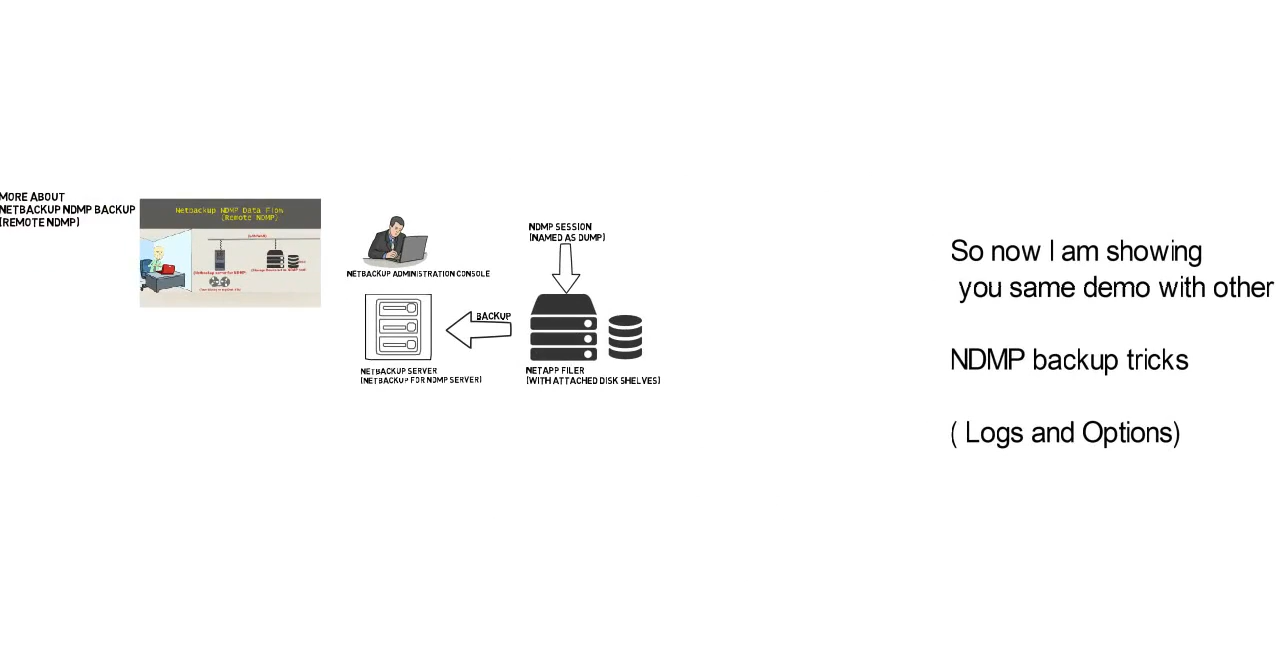 MORE ABOUT
NETBACKUP NDMP BACKUP
(REMOTE NDMP)
Netbackup NDMP Data Flow
(Remote NDMP)
NETBACKUP ADMINISTRATION CONSOLE
NDMP SESSION
(NAMED AS DUMP)
BACKUP
NETBACKUP SERVER
(NETBACKUP FOR NDMP SERVER)
NETAPP FILER
(WITH ATTACHED DISK SHELVES)
So now I am showing
you same demo with other
NDMP backup tricks
( Logs and Options)